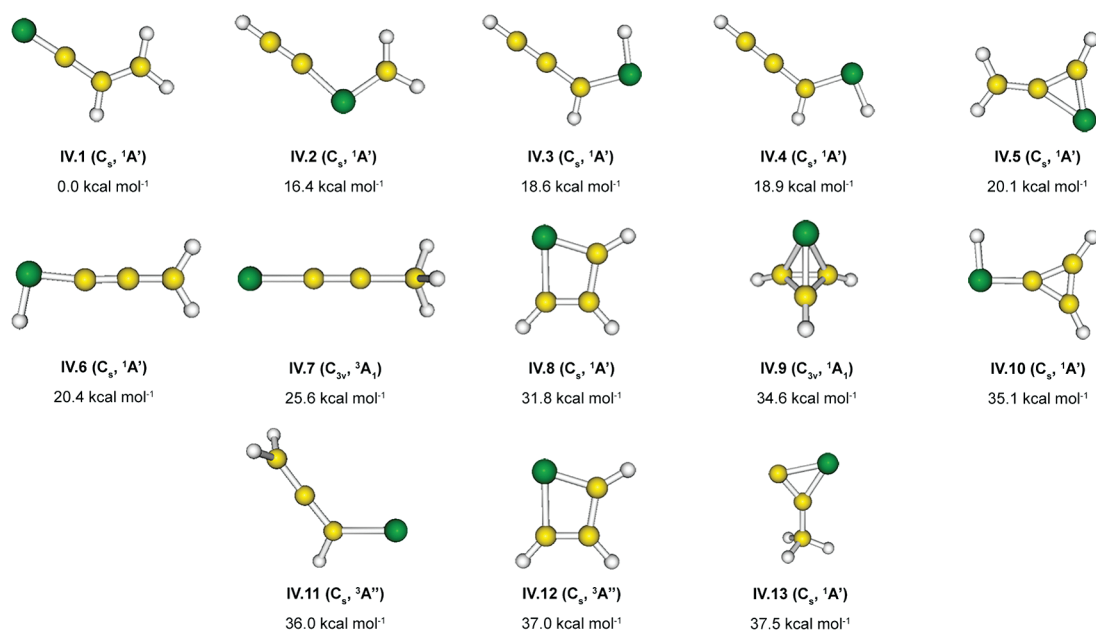 IV.1 (Cs, ¹A') IV.2 (Cs, ¹A') IV.3 (Cs, ¹A') IV.4 (Cs, ¹A') IV.5 (Cs, ¹A')
0.0 kcal mol⁻¹ 16.4 kcal mol⁻¹ 18.6 kcal mol⁻¹ 18.9 kcal mol⁻¹ 20.1 kcal mol⁻¹
IV.6 (Cs, ¹A') IV.7 (C3v, ³A1) IV.8 (Cs, ¹A') IV.9 (C3v, ¹A1) IV.10 (Cs, ¹A')
20.4 kcal mol⁻¹ 25.6 kcal mol⁻¹ 31.8 kcal mol⁻¹ 34.6 kcal mol⁻¹ 35.1 kcal mol⁻¹
IV.11 (Cs, ³A'') IV.12 (Cs, ³A'') IV.13 (Cs, ¹A')
36.0 kcal mol⁻¹ 37.0 kcal mol⁻¹ 37.5 kcal mol⁻¹